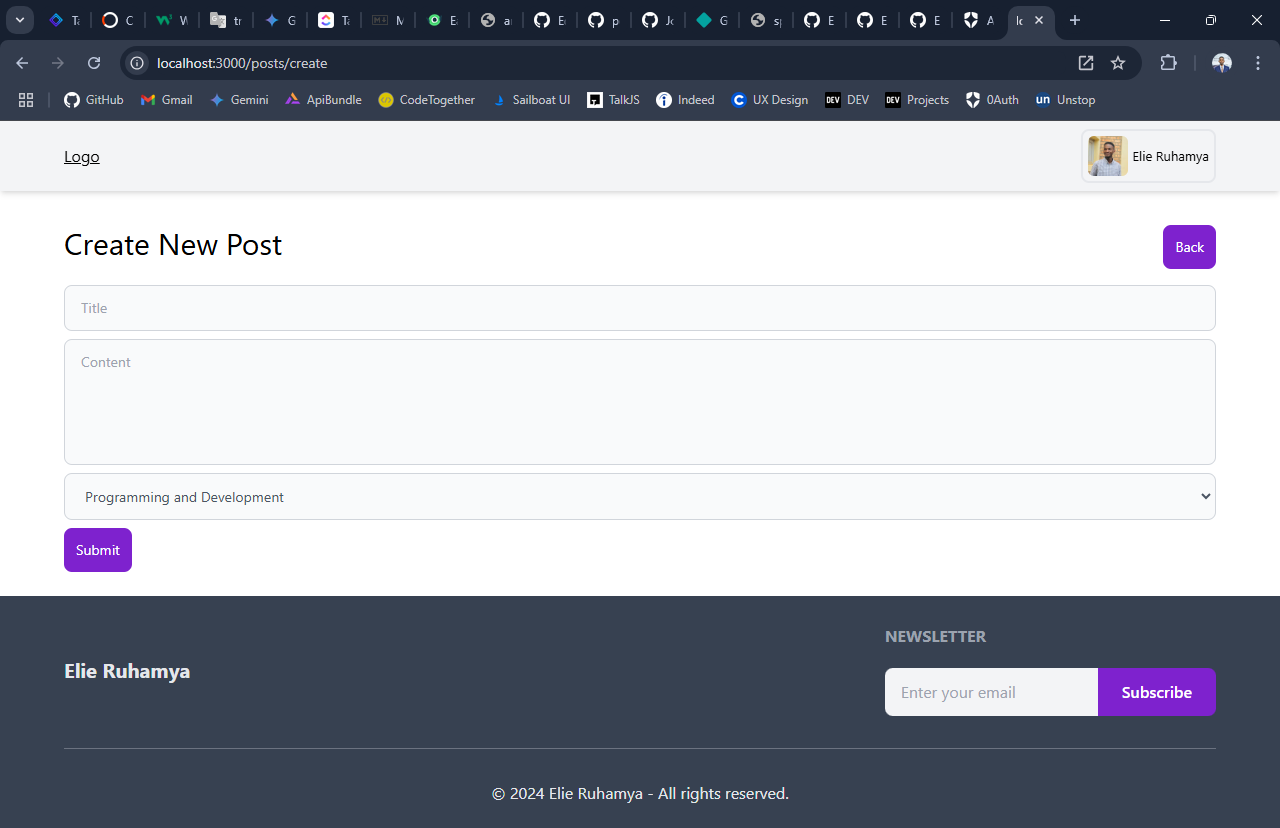 localhost:3000/posts/create
GitHub Gmail Gemini ApiBundle CodeTogether Sailboat UI TalkJS Indeed UX Design DEV Projects 0Auth Unstop
Logo
Elie Ruhamya
Create New Post
Back
Title
Content
Programming and Development
Submit
NEWSLETTER
Elie Ruhamya
Enter your email
Subscribe
© 2024 Elie Ruhamya - All rights reserved.